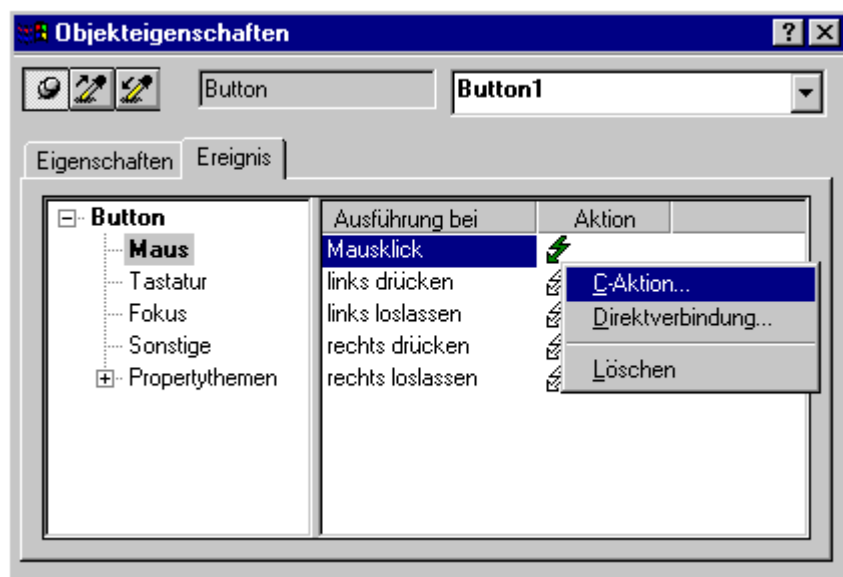 Objekteigenschaften
Button Button1
Eigenschaften Ereignis
Button
Maus
Tastatur
Fokus
Sonstige
Propertythemen
Ausführung bei Aktion
Mausklick
links drücken
links loslassen
rechts drücken
rechts loslassen
C-Aktion...
Direktverbindung...
Löschen